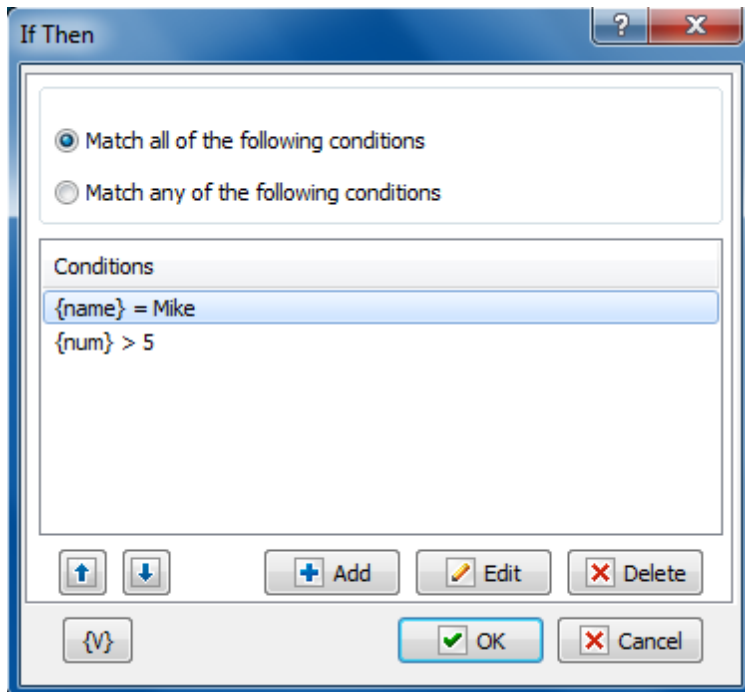 If Then
?
Match all of the following conditions
Match any of the following conditions
Conditions
{name} = Mike
{num} > 5
Add Edit Delete
{V} OK Cancel